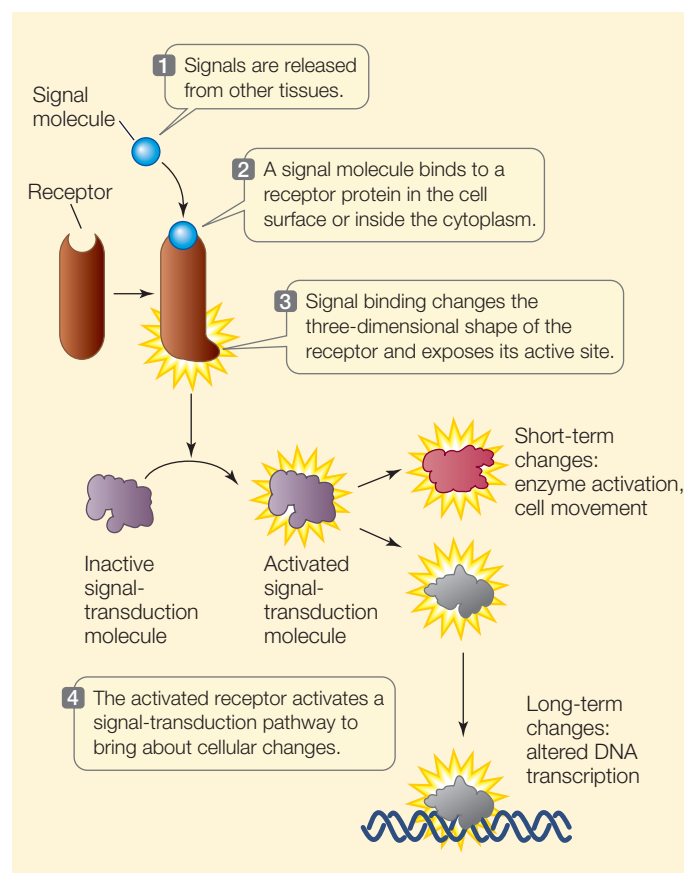 1 Signals are released
from other tissues.
Signal
molecule
2 A signal molecule binds to a
receptor protein in the cell
surface or inside the cytoplasm.
Receptor
3 Signal binding changes the
three-dimensional shape of the
receptor and exposes its active site.
Short-term
changes:
enzyme activation,
cell movement
Inactive
signal-
transduction
molecule
Activated
signal-
transduction
molecule
4 The activated receptor activates a
signal-transduction pathway to
bring about cellular changes.
Long-term
changes:
altered DNA
transcription